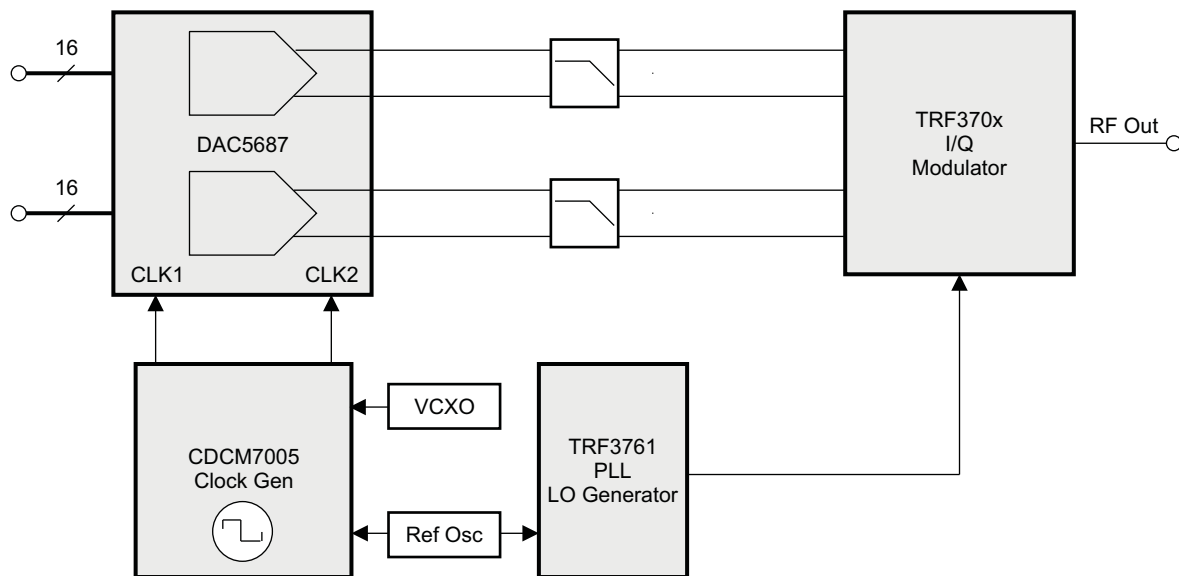 16
DAC5687
16
CLK1
CLK2
TRF370x
I/Q
Modulator
RF Out
CDCM7005
Clock Gen
VCXO
Ref Osc
TRF3761
PLL
LO Generator